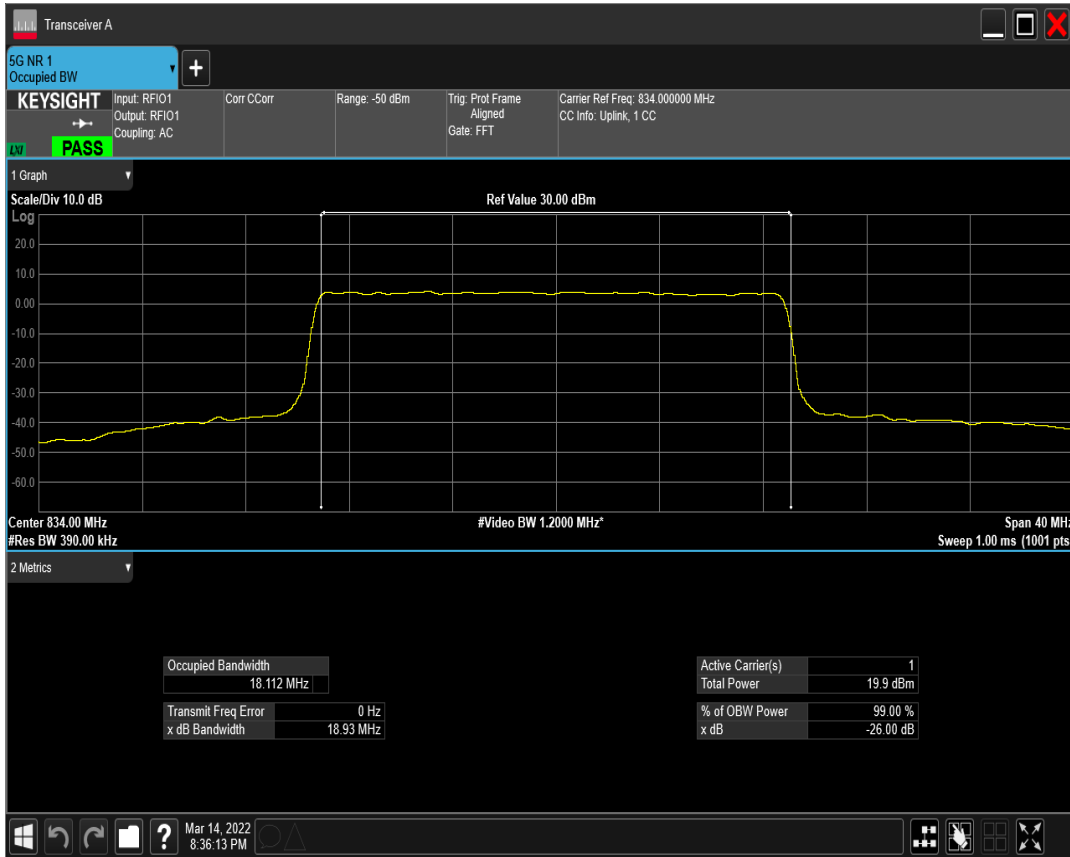 Transceiver A
5G NR 1
Occupied BW
KEYSIGHT
LXI
PASS
Input: RFIO1
Output: RFIO1
Coupling: AC
Corr CCorr
Range: -50 dBm
Trig: Prot Frame
Aligned
Gate: FFT
Carrier Ref Freq: 834.000000 MHz
CC Info: Uplink, 1 CC
1 Graph
Scale/Div 10.0 dB
Ref Value 30.00 dBm
Log
20.0
10.0
0.00
-10.0
-20.0
-30.0
-40.0
-50.0
-60.0
Center 834.00 MHz
#Video BW 1.2000 MHz*
Span 40 MHz
#Res BW 390.00 kHz
Sweep 1.00 ms (1001 pts
2 Metrics
Occupied Bandwidth
18.112 MHz
Transmit Freq Error 0 Hz
x dB Bandwidth 18.93 MHz
Active Carrier(s) 1
Total Power 19.9 dBm
% of OBW Power 99.00 %
x dB -26.00 dB
?
Mar 14, 2022
8:36:13 PM